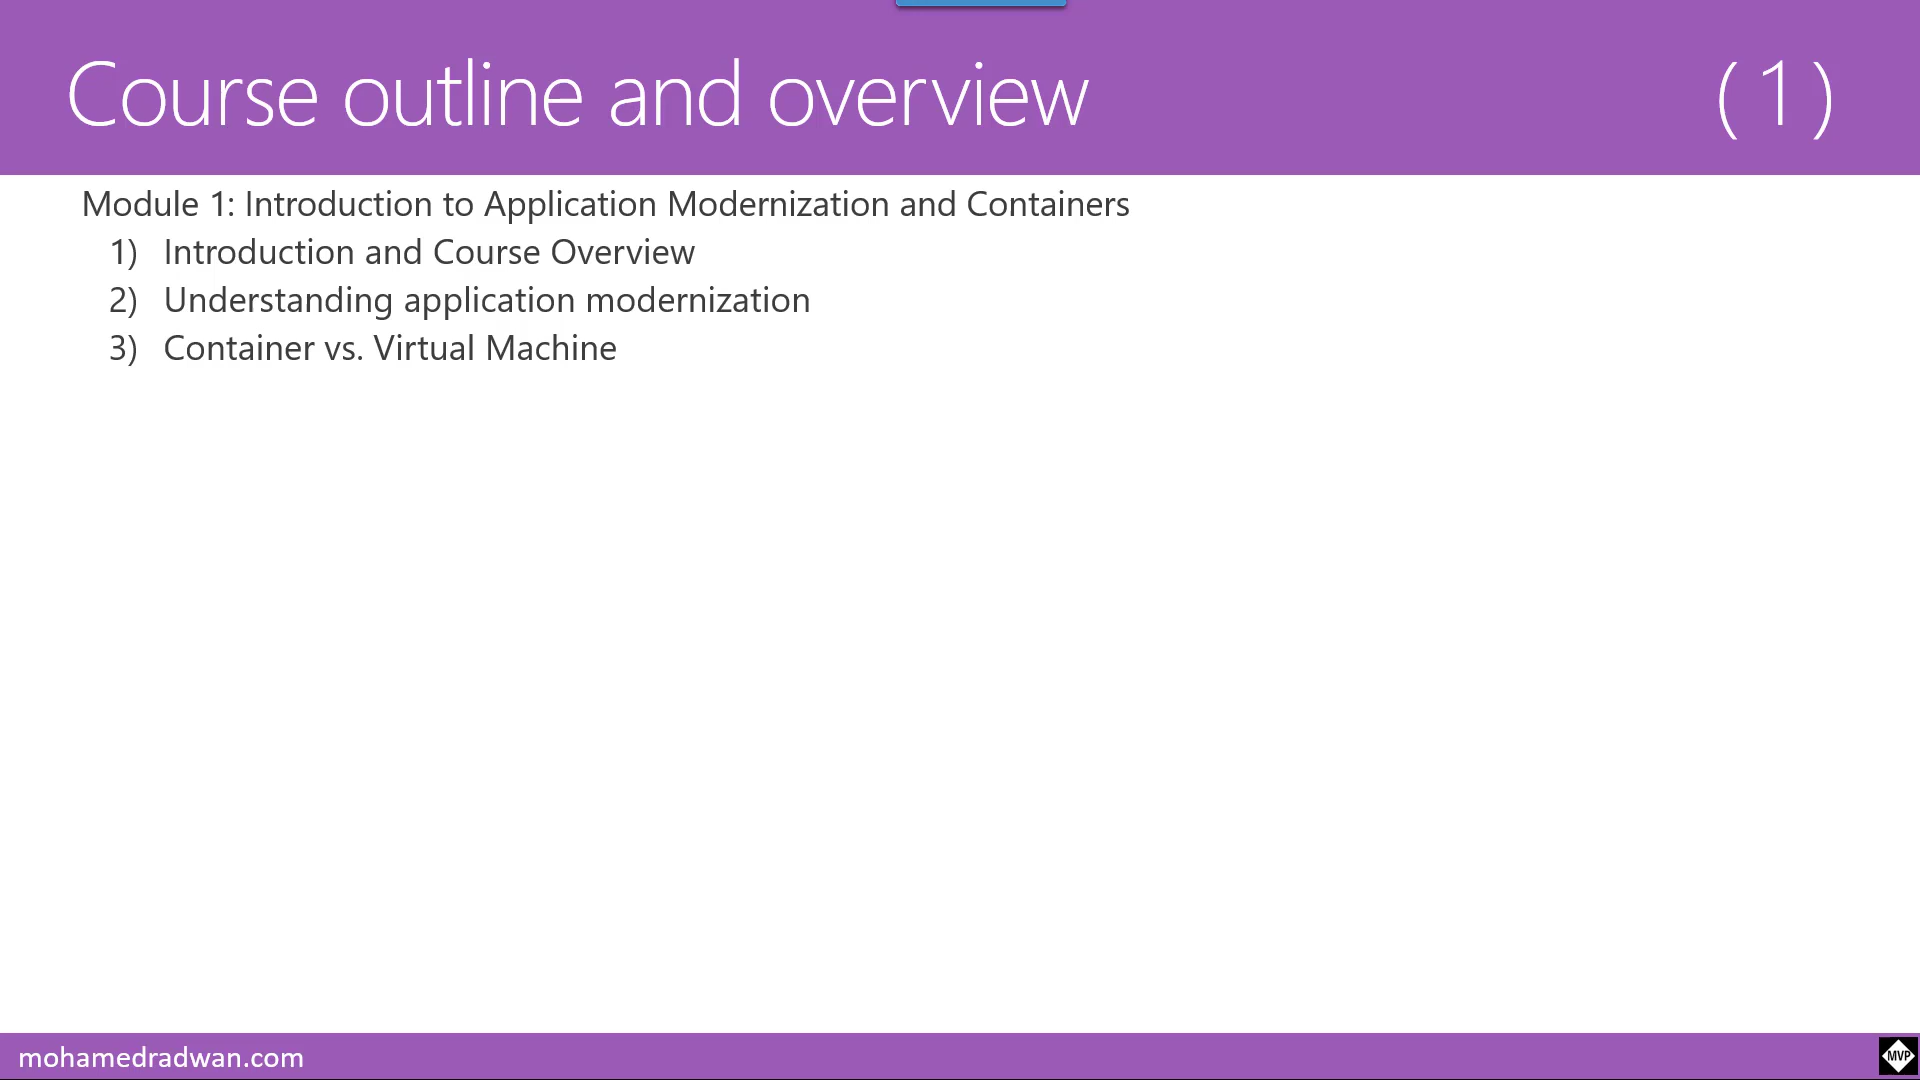 Course outline and overview (1)
Module 1: Introduction to Application Modernization and Containers
1) Introduction and Course Overview
2) Understanding application modernization
3) Container vs. Virtual Machine
mohamedradwan.com
MVP